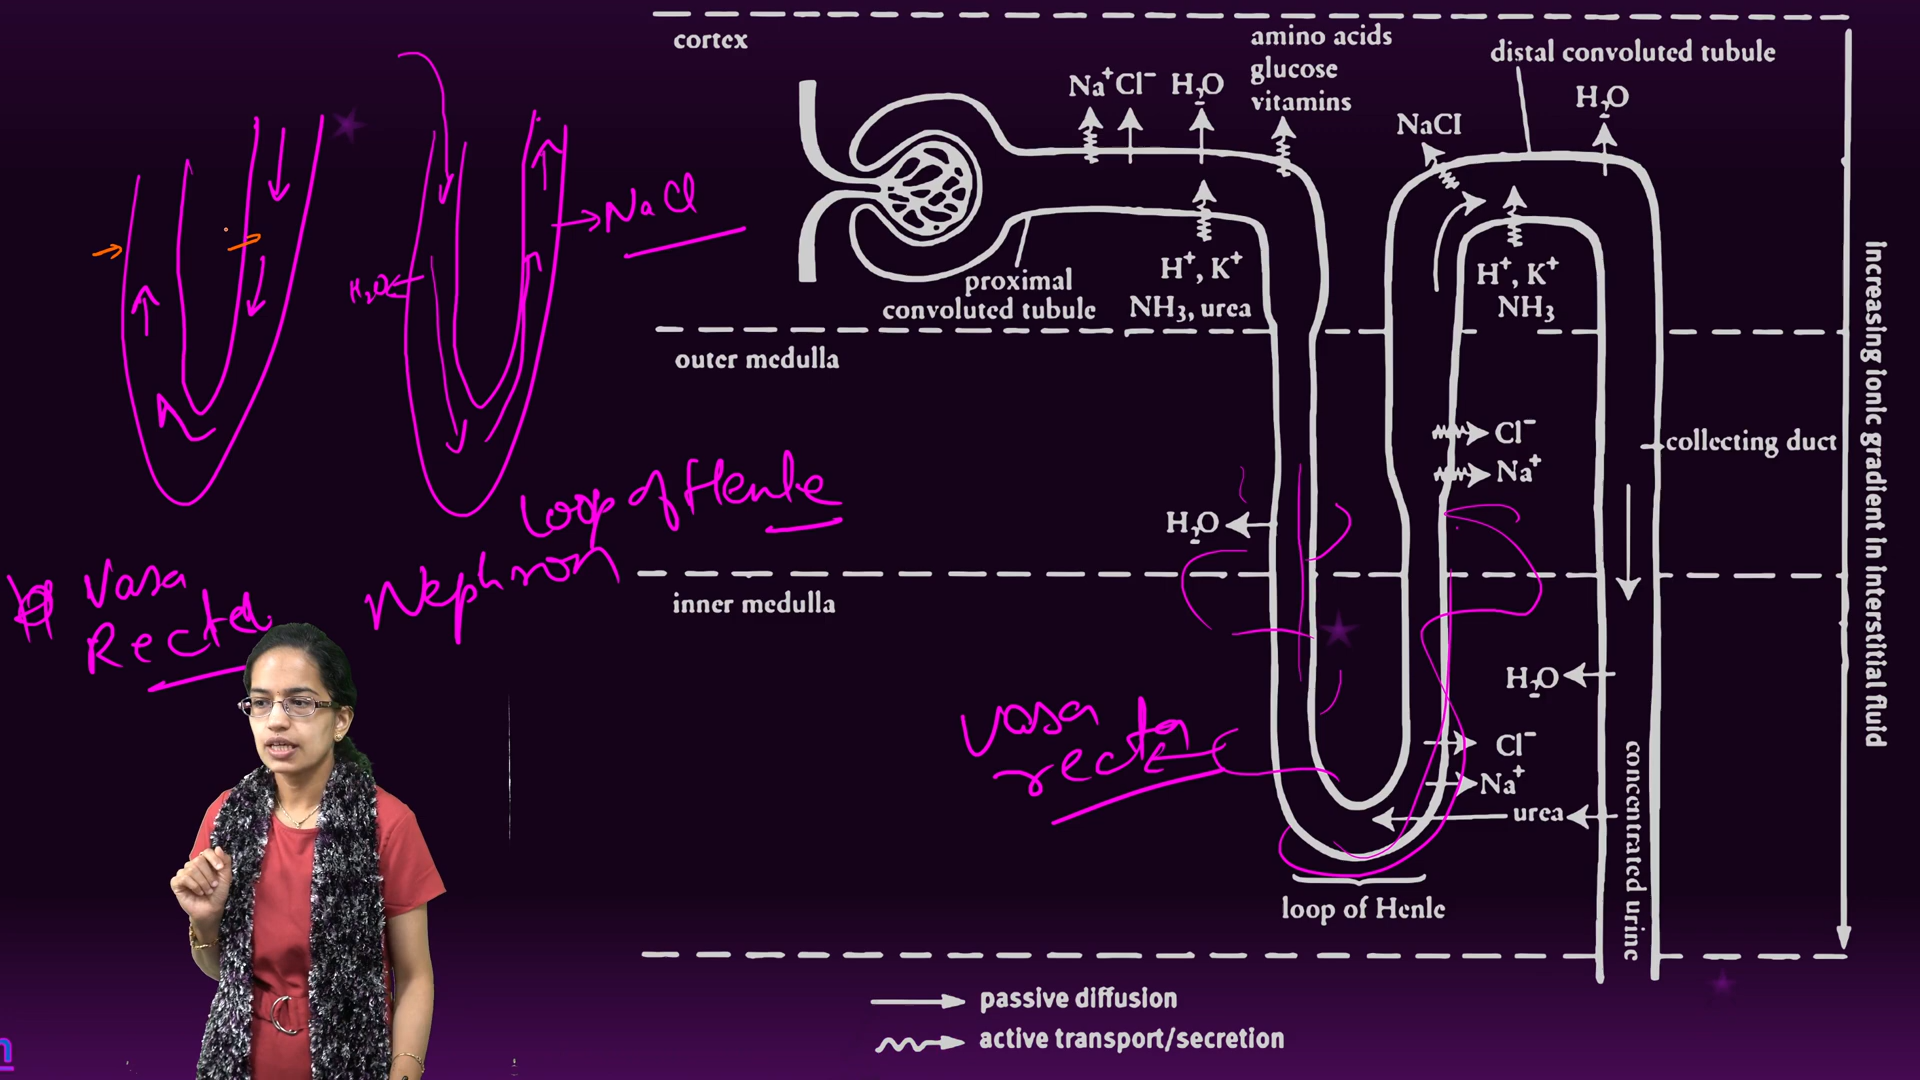 cortex
Na⁺ Cl⁻ H₂O
amino acids
glucose
vitamins
distal convoluted tubule
H₂O
NaCl
H⁺, K⁺
NH₃, urea
H⁺, K⁺
NH₃
proximal
convoluted tubule
outer medulla
Cl⁻
Na⁺
collecting duct
H₂O
inner medulla
H₂O
Cl⁻
Na⁺
urea
concentrated urine
loop of Henle
increasing ionic gradient in interstitial fluid
passive diffusion
active transport/secretion
NaCl
H₂O
Loop of Henle
Nephron
Vasa
Recta
vasa
recta